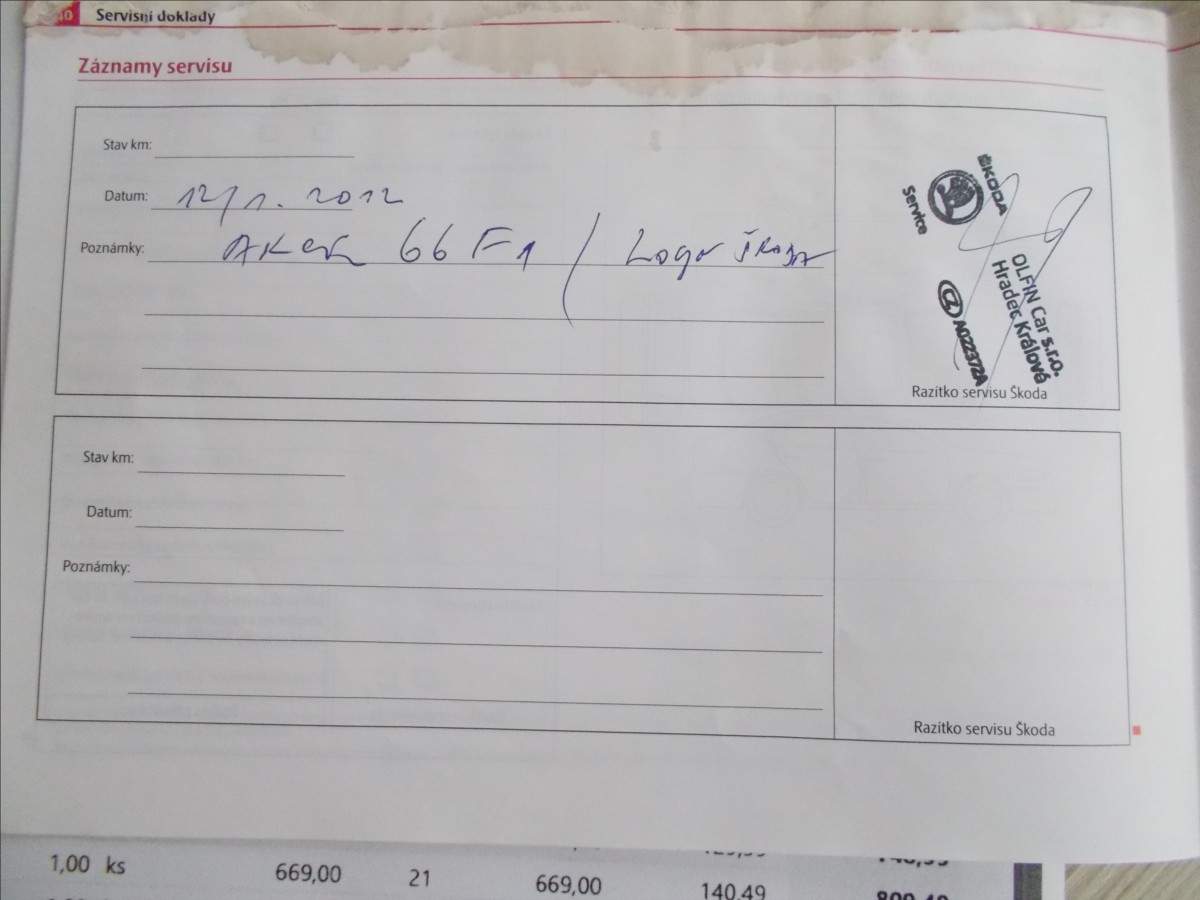 Servisní doklady
Záznamy servisu
Stav km:
Datum: 12/1. 2012
Poznámky: AKCE 66 F1 / Logo ŠKODA
ŠKODA
Service
OLFIN Car s.r.o.
Hradec Králové
A022372A
Razítko servisu Škoda
Stav km:
Datum:
Poznámky:
Razítko servisu Škoda
1,00 ks 669,00 21 669,00 140,49